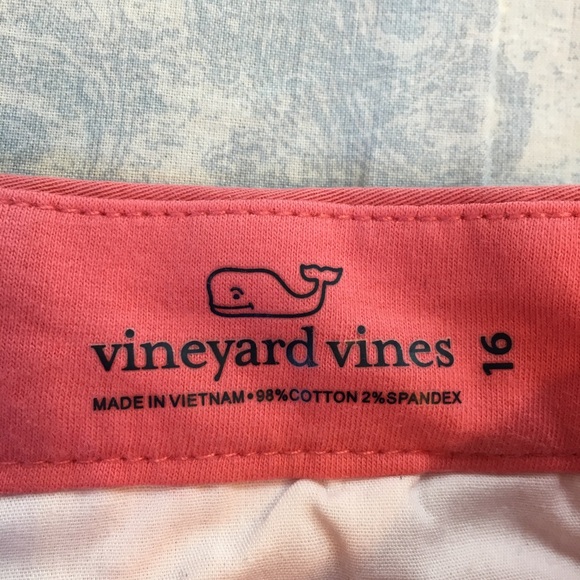 vineyard vines
16
MADE IN VIETNAM•98%COTTON 2%SPANDEX